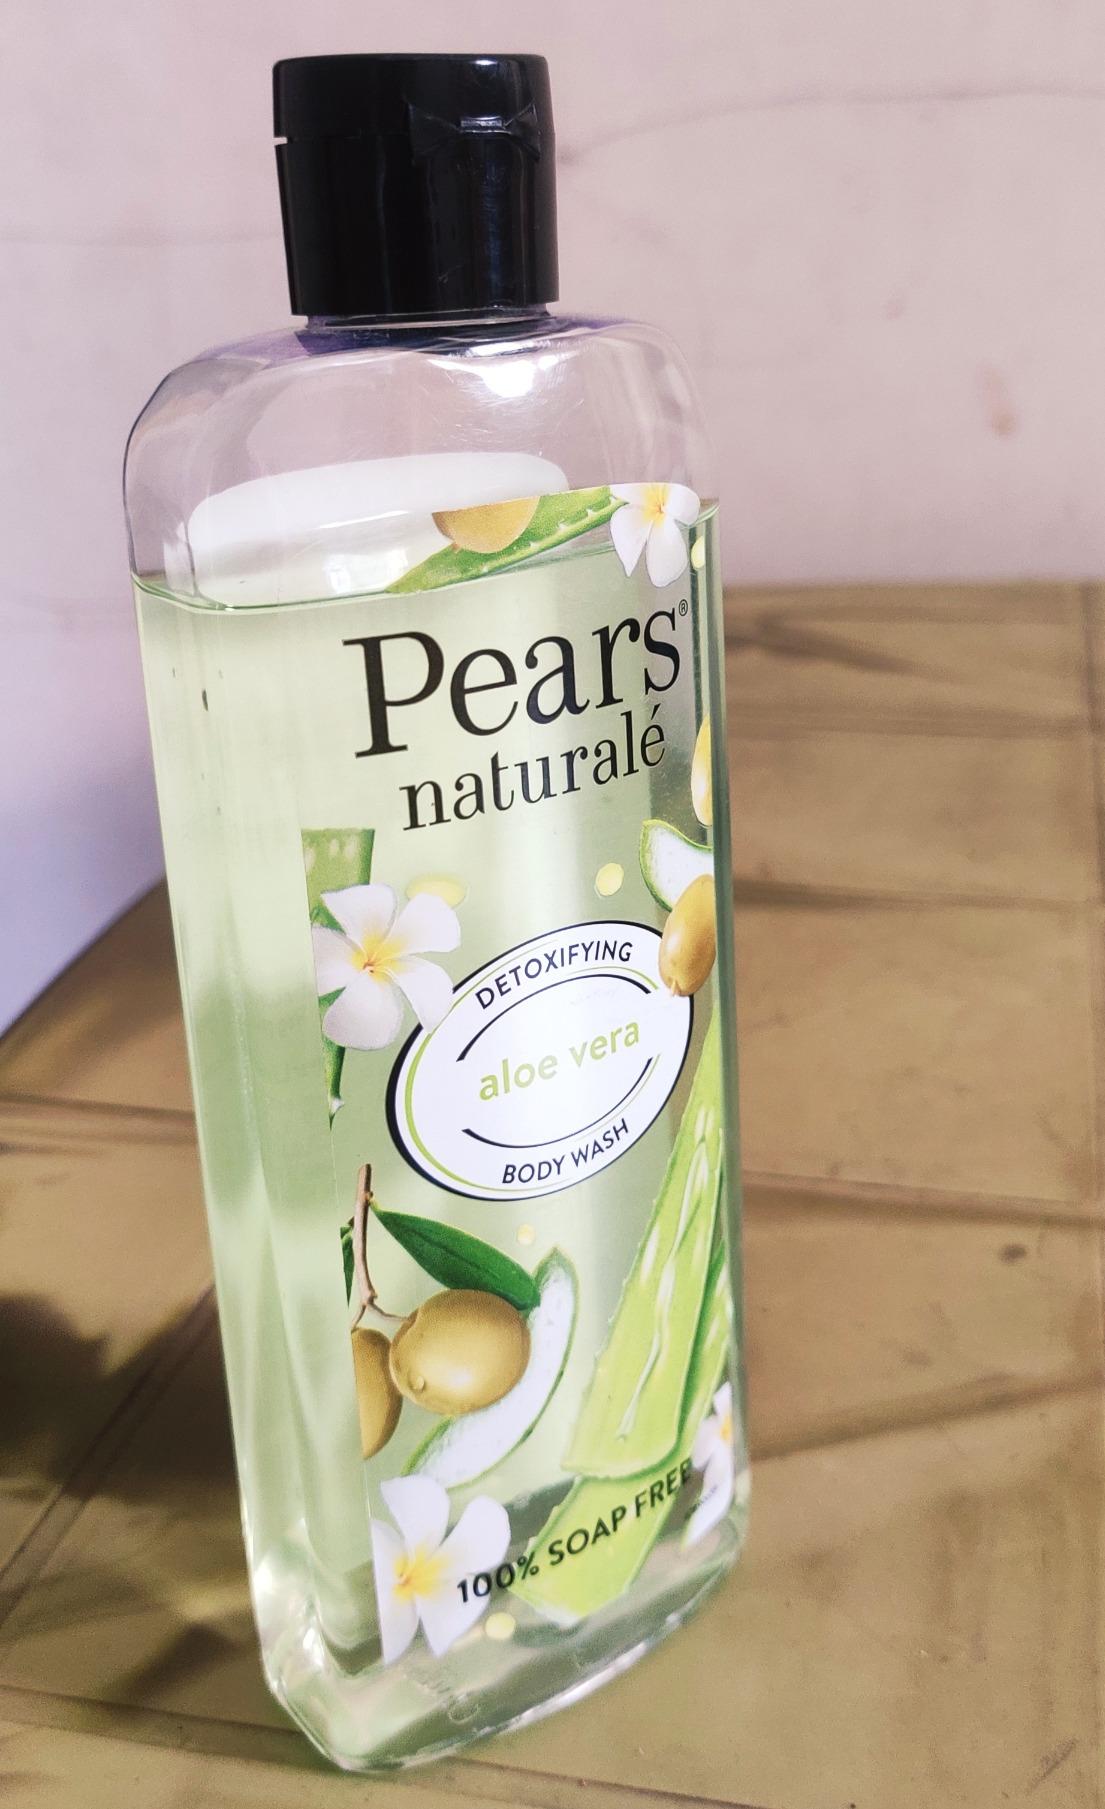 Pears®
naturalé
DETOXIFYING
aloe vera
BODY WASH
100% SOAP FREE